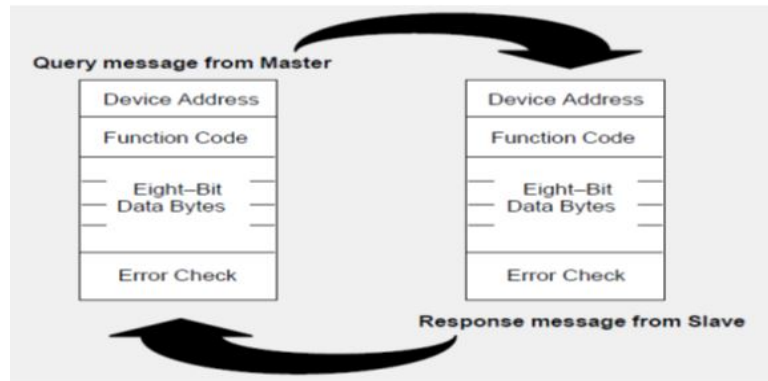 Query message from Master
Device Address
Function Code
Eight–Bit
Data Bytes
Error Check
Device Address
Function Code
Eight–Bit
Data Bytes
Error Check
Response message from Slave